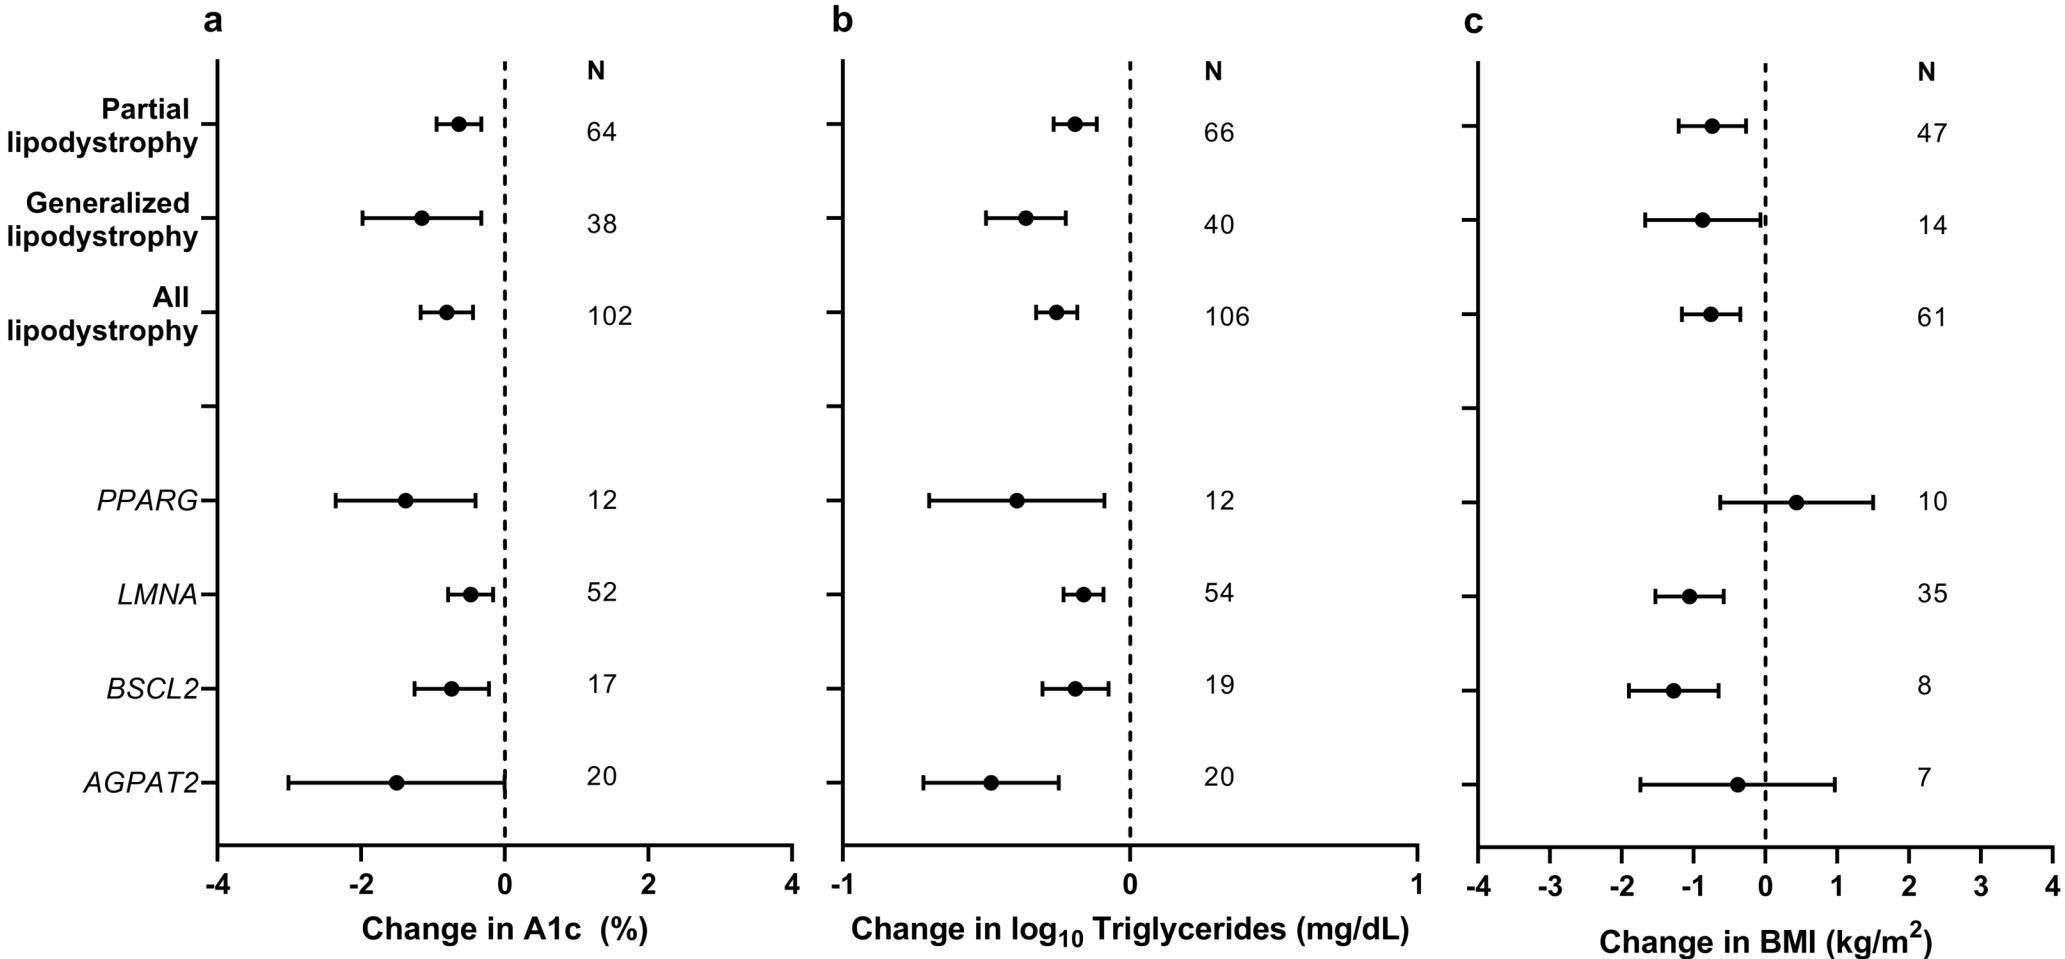 a
b
c
N
N
N
Partial
lipodystrophy
64
66
47
Generalized
lipodystrophy
38
40
14
All
lipodystrophy
102
106
61
PPARG
12
12
10
LMNA
52
54
35
BSCL2
17
19
8
AGPAT2
20
20
7
-4 -2 0 2 4
-1 0 1
-4 -3 -2 -1 0 1 2 3 4
Change in A1c (%)
Change in log10 Triglycerides (mg/dL)
Change in BMI (kg/m²)